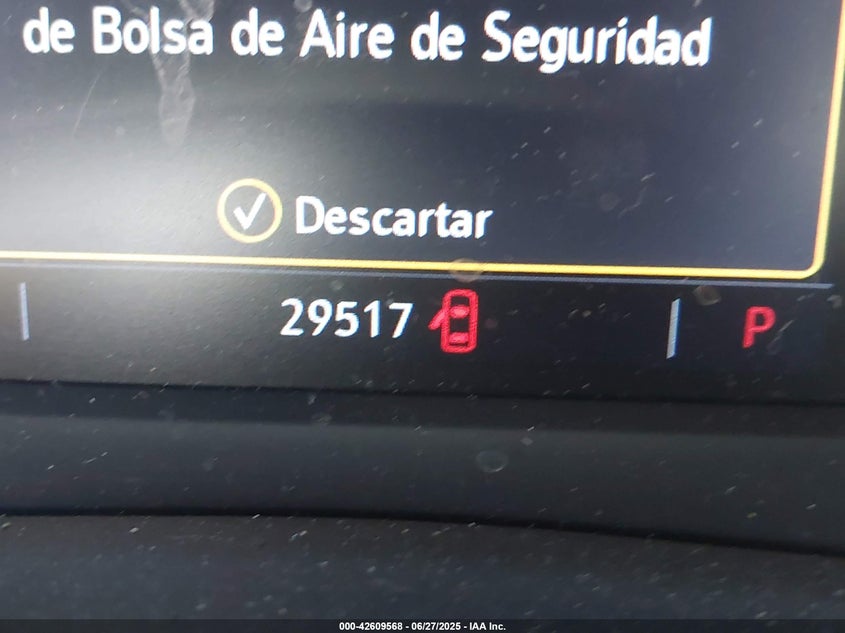 de Bolsa de Aire de Seguridad
Descartar
29517
P
000-42609568 - 06/27/2025 - IAA Inc.